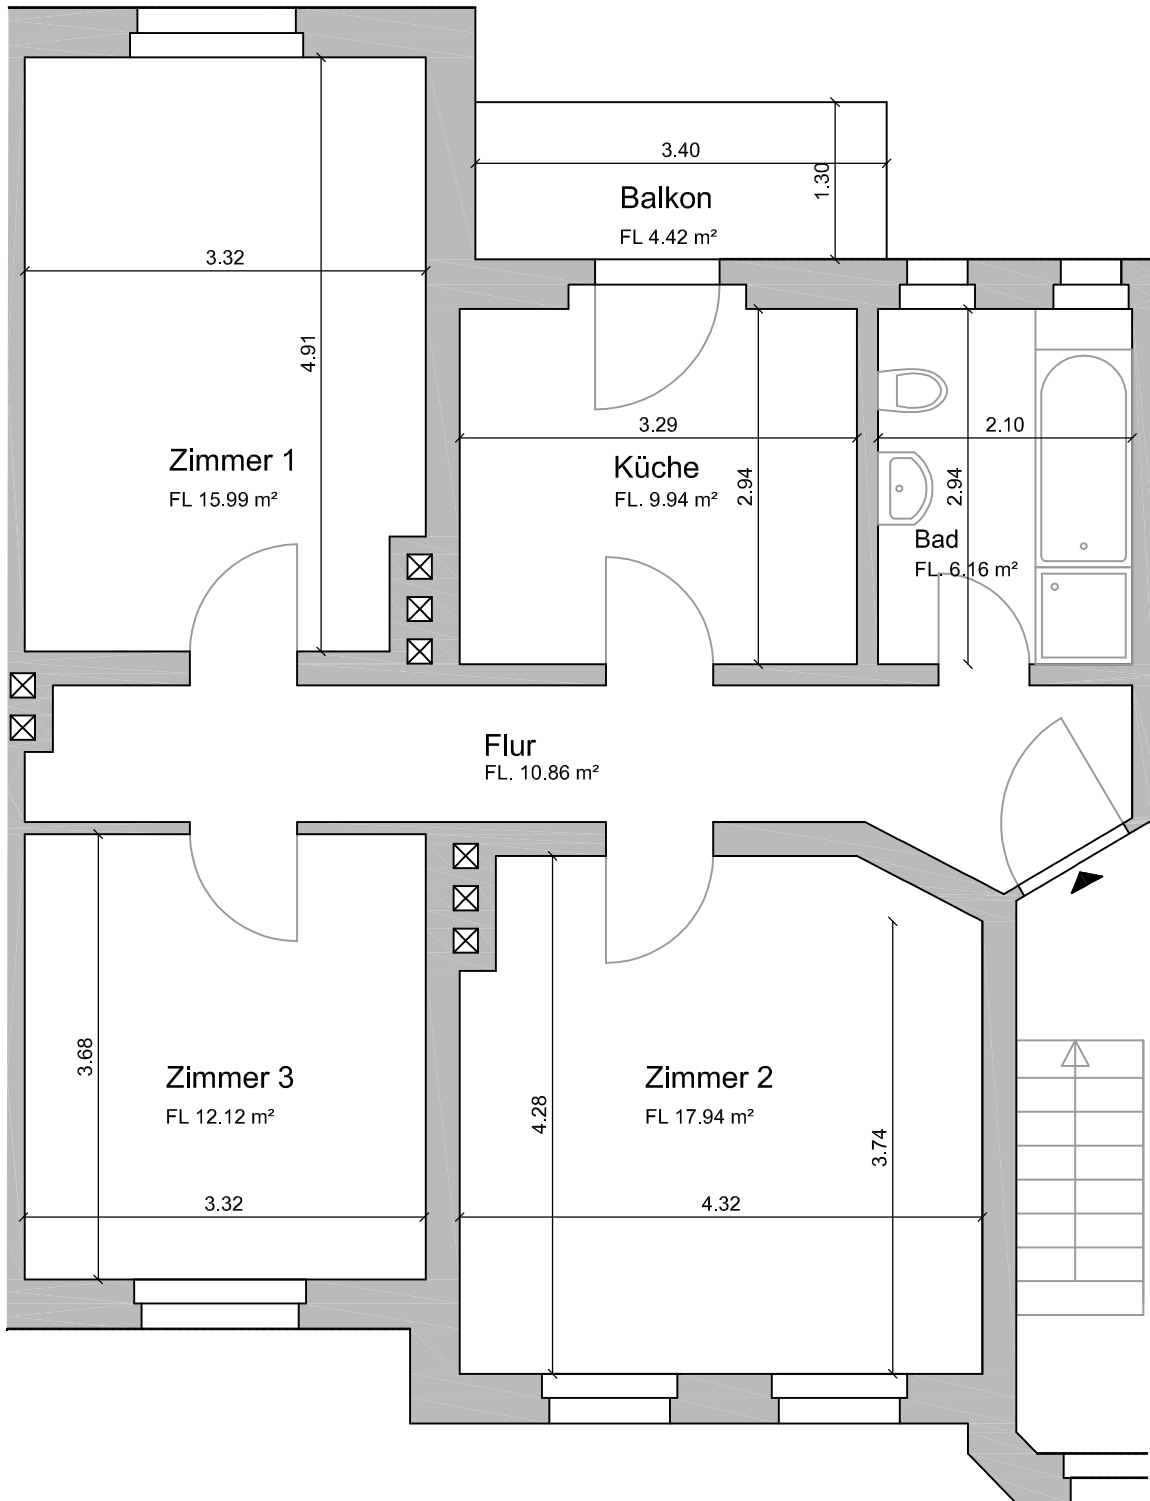 3.40
1.30
Balkon
FL 4.42 m²
3.32
4.91
Zimmer 1
FL 15.99 m²
3.29
Küche
FL. 9.94 m²
2.94
2.10
2.94
Bad
FL. 6.16 m²
Flur
FL. 10.86 m²
3.68
Zimmer 3
FL 12.12 m²
3.32
4.28
Zimmer 2
FL 17.94 m²
3.74
4.32